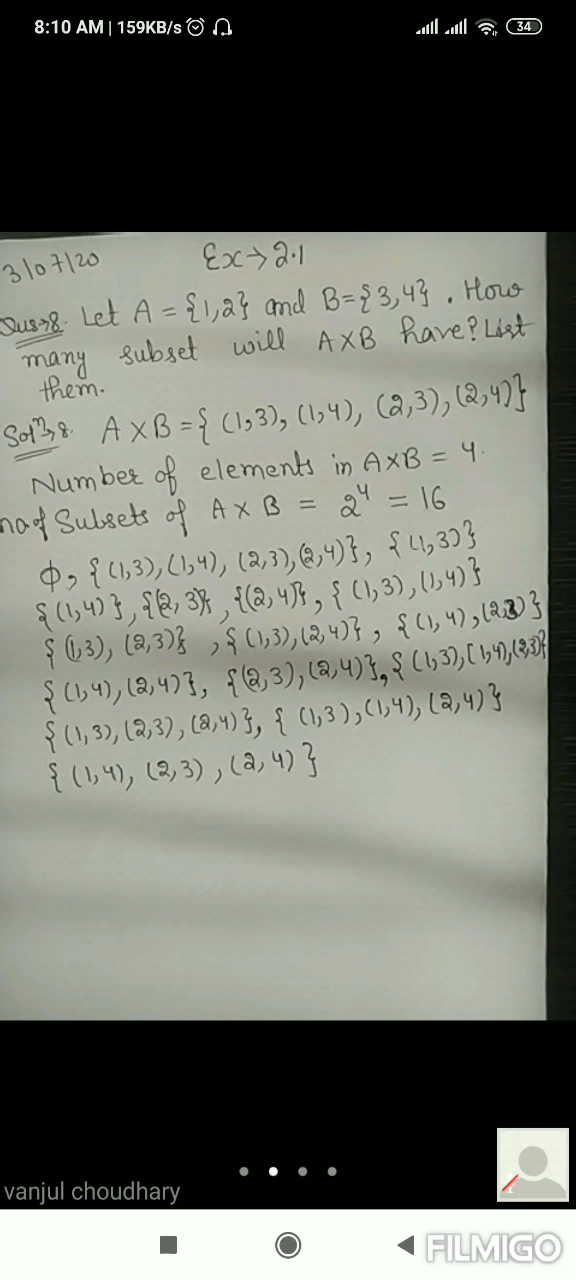 8:10 AM | 159KB/s
34
3/07/20 Ex→2.1
Qus→8. Let A = {1,2} and B={3,4}. How
many subset will A×B have? List
them.
Solⁿ→8. A×B={ (1,3), (1,4), (2,3), (2,4)}
Number of elements in A×B = 4.
no of Subsets of A×B = 2⁴ = 16
ϕ, { (1,3), (1,4), (2,3), (2,4)}, { (1,3)}
{ (1,4) }, {(2,3)}, {(2,4)}, { (1,3), (1,4)}
{ (1,3), (2,3)}, { (1,3), (2,4)}, { (1,4), (2,3)}
{ (1,4), (2,4)}, {(2,3), (2,4)}, { (1,3), (1,4), (2,3)}
{ (1,3), (2,3), (2,4)}, { (1,3), (1,4), (2,4)}
{ (1,4), (2,3), (2,4) }
vanjul choudhary
FILMIGO